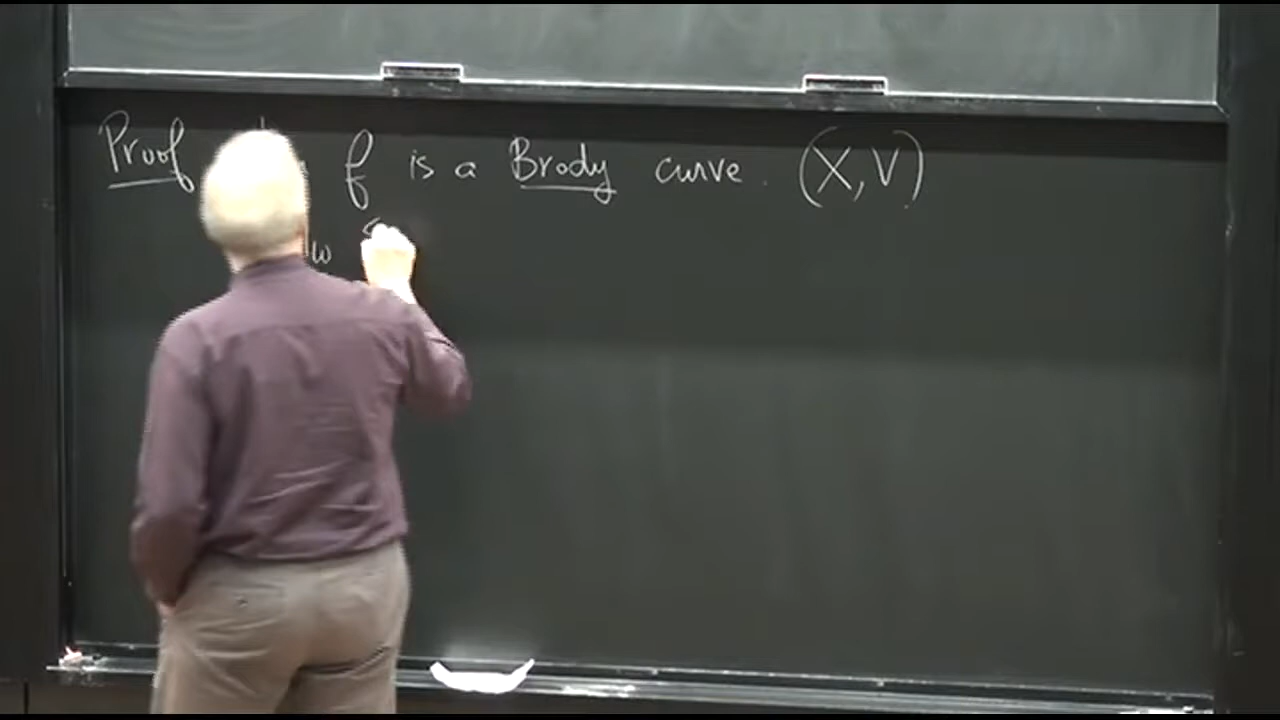 Proof f is a Brody curve. (X,V)
ω